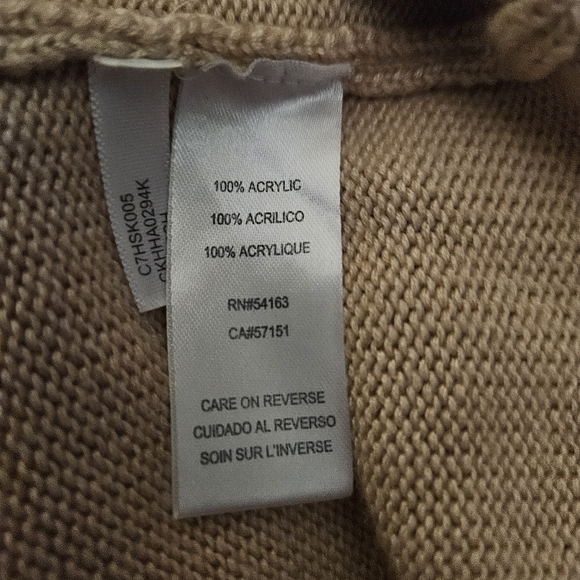 100% ACRYLIC
100% ACRILICO
100% ACRYLIQUE
RN#54163
CA#57151
CARE ON REVERSE
CUIDADO AL REVERSO
SOIN SUR L'INVERSE
C7HSK005
CKHHA0294K